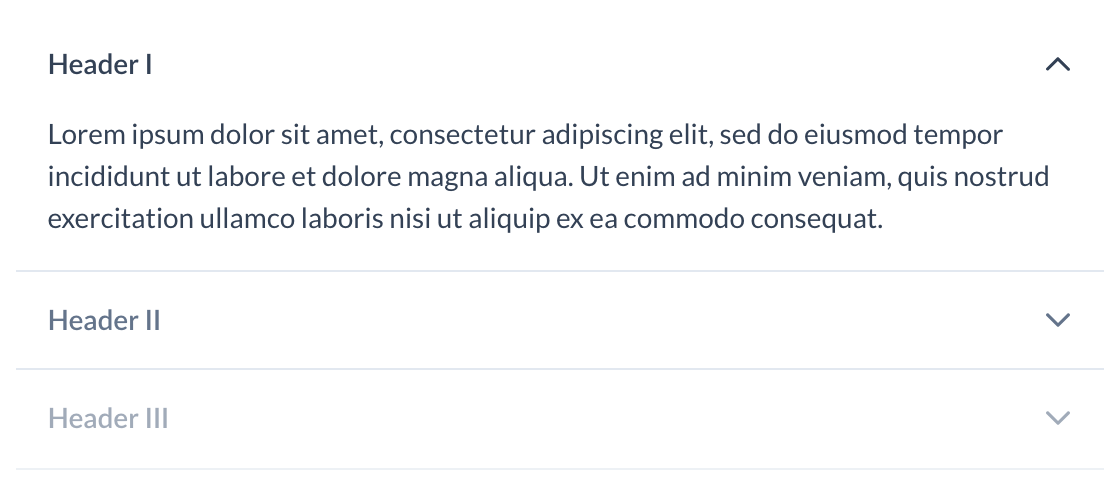 Header I
Lorem ipsum dolor sit amet, consectetur adipiscing elit, sed do eiusmod tempor
incididunt ut labore et dolore magna aliqua. Ut enim ad minim veniam, quis nostrud
exercitation ullamco laboris nisi ut aliquip ex ea commodo consequat.
Header II
Header III